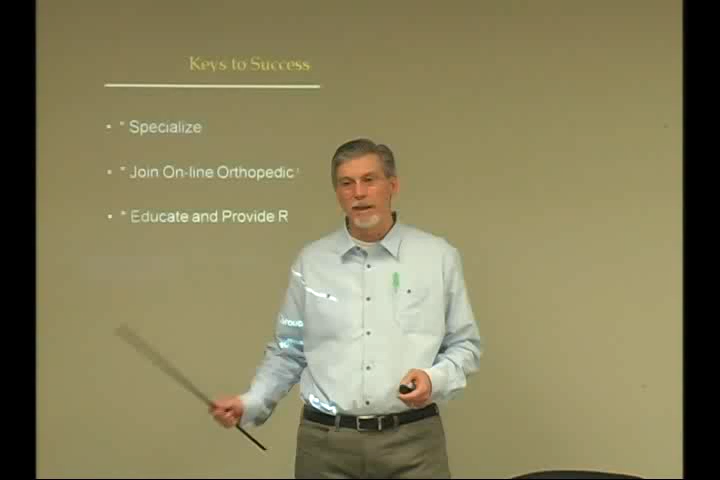 Keys to Success
" Specialize
" Join On-line Orthopedic
" Educate and Provide R